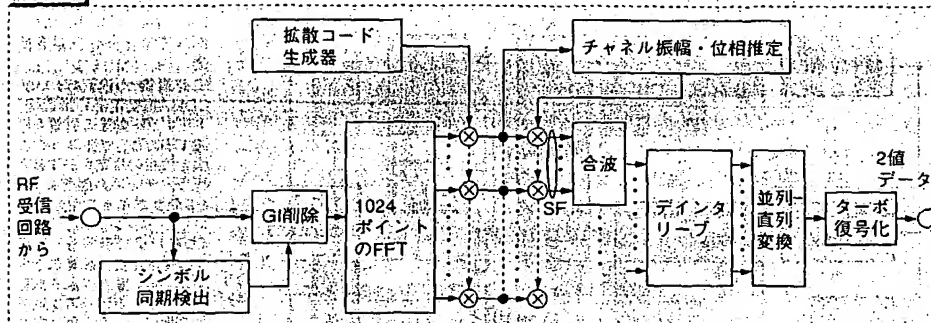 拡散コード
生成器
チャネル振幅・位相推定
RF
受信
回路
から
GI削除
シンボル
同期検出
1024
ポイント
のFFT
SF
合波
デインタ
リーブ
並列-
直列
変換
ターボ
復号化
2値
データ